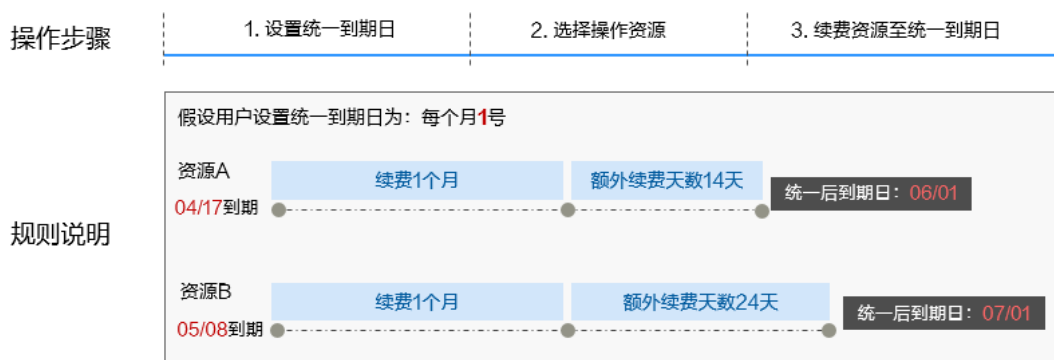 操作步骤
1. 设置统一到期日
2. 选择操作资源
3. 续费资源至统一到期日
规则说明
假设用户设置统一到期日为：每个月1号
资源A
04/17到期
续费1个月
额外续费天数14天
统一后到期日：06/01
资源B
05/08到期
续费1个月
额外续费天数24天
统一后到期日：07/01